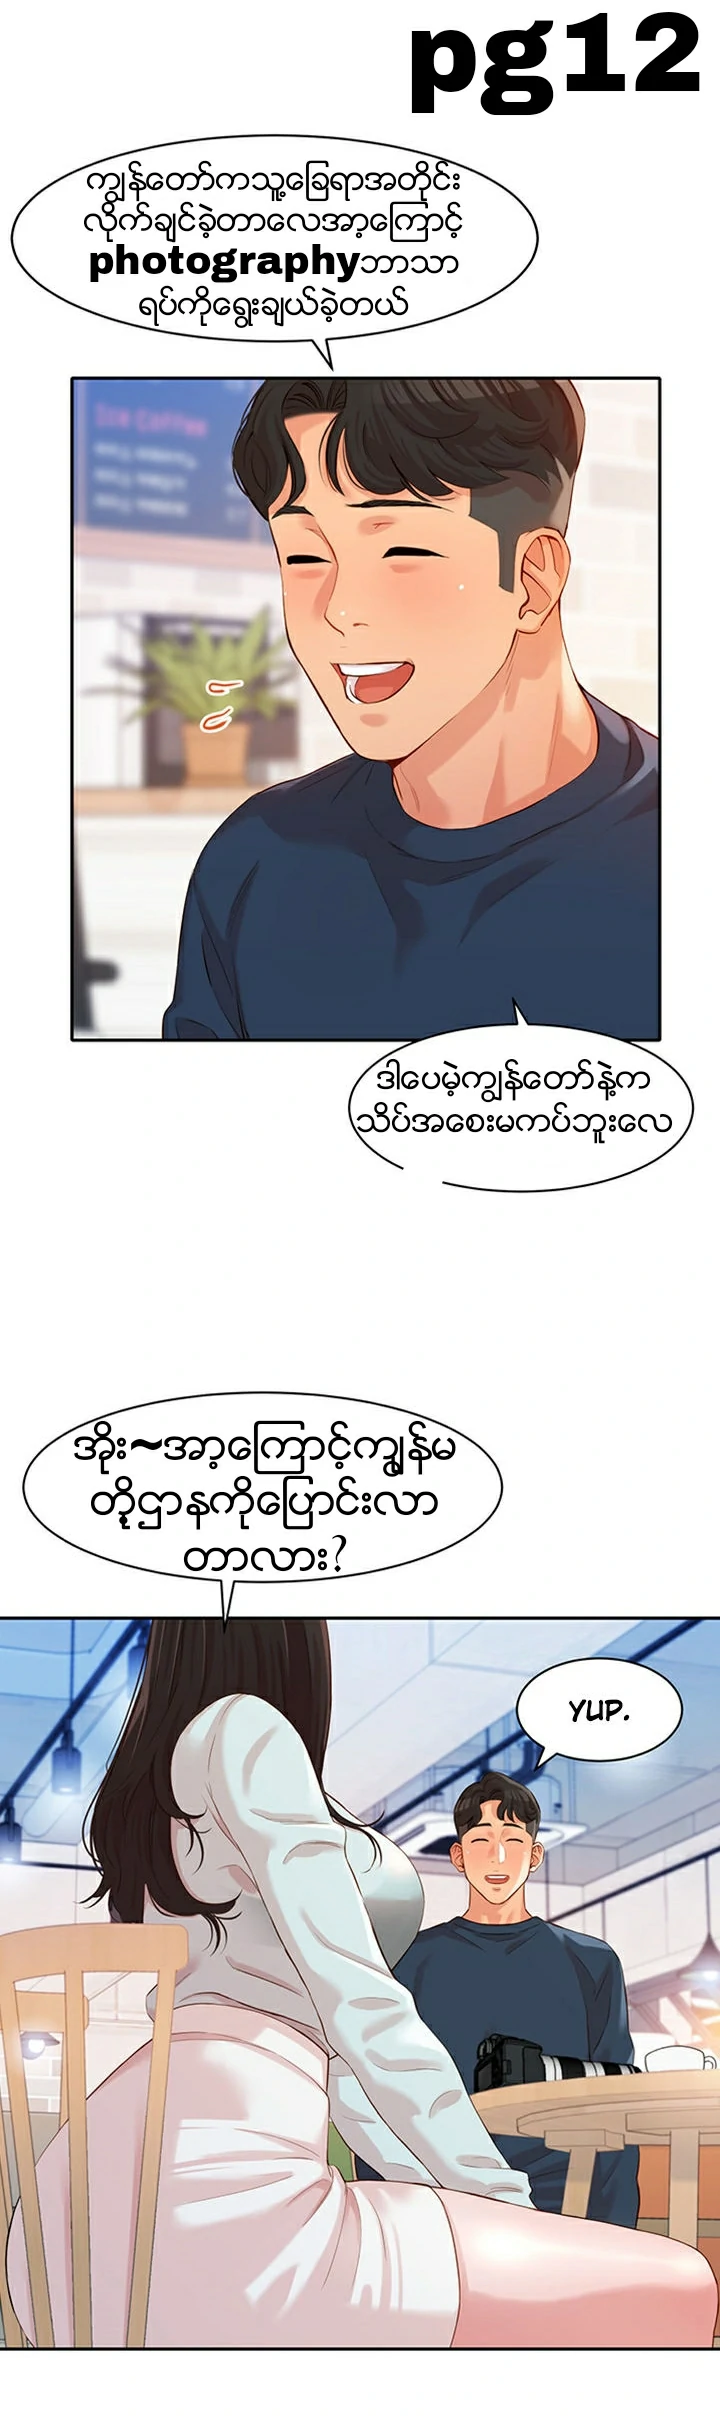 pg12
ကျွန်တော်ကသူ့ခြေရာအတိုင်း
လိုက်ချင်ခဲ့တာလေအာ့ကြောင့်
photographyဘာသာ
ရပ်ကိုရွေးချယ်ခဲ့တယ်
Ice Coffee
ဒါပေမဲ့ကျွန်တော်နဲ့က
သိပ်အစေးမကပ်ဘူးလေ
အိုး~အာ့ကြောင့်ကျွန်မ
တို့ဌာနကိုပြောင်းလာ
တာလား?
YUP.